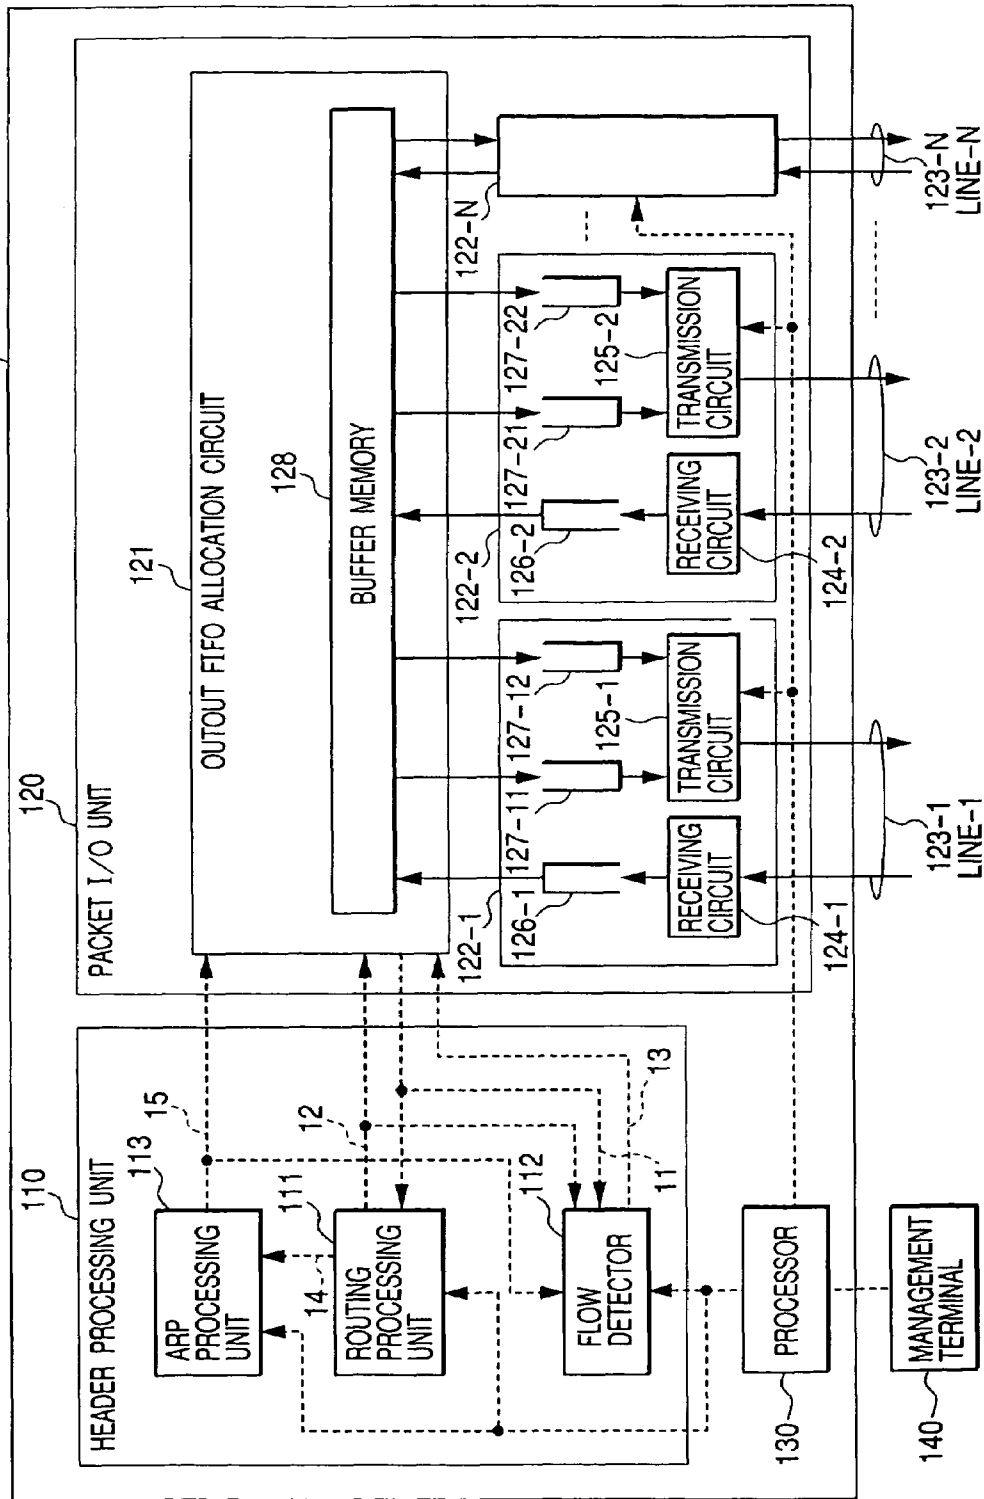 110
HEADER PROCESSING UNIT
113
ARP
PROCESSING
UNIT
15
111
ROUTING
PROCESSING
UNIT
14
12
112
FLOW
DETECTOR
11
13
PROCESSOR
130
MANAGEMENT
TERMINAL
140
120
PACKET I/O UNIT
121
OUTOUT FIFO ALLOCATION CIRCUIT
128
BUFFER MEMORY
122-1
126-1
127-11
127-12
125-1
RECEIVING
CIRCUIT
TRANSMISSION
CIRCUIT
124-1
123-1
LINE-1
122-2
126-2
127-21
127-22
125-2
RECEIVING
CIRCUIT
TRANSMISSION
CIRCUIT
124-2
123-2
LINE-2
122-N
123-N
LINE-N